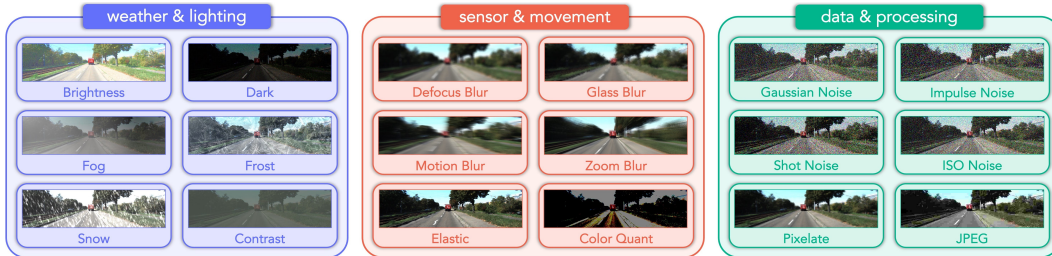 weather & lighting
Brightness
Dark
Fog
Frost
Snow
Contrast
sensor & movement
Defocus Blur
Glass Blur
Motion Blur
Zoom Blur
Elastic
Color Quant
data & processing
Gaussian Noise
Impulse Noise
Shot Noise
ISO Noise
Pixelate
JPEG